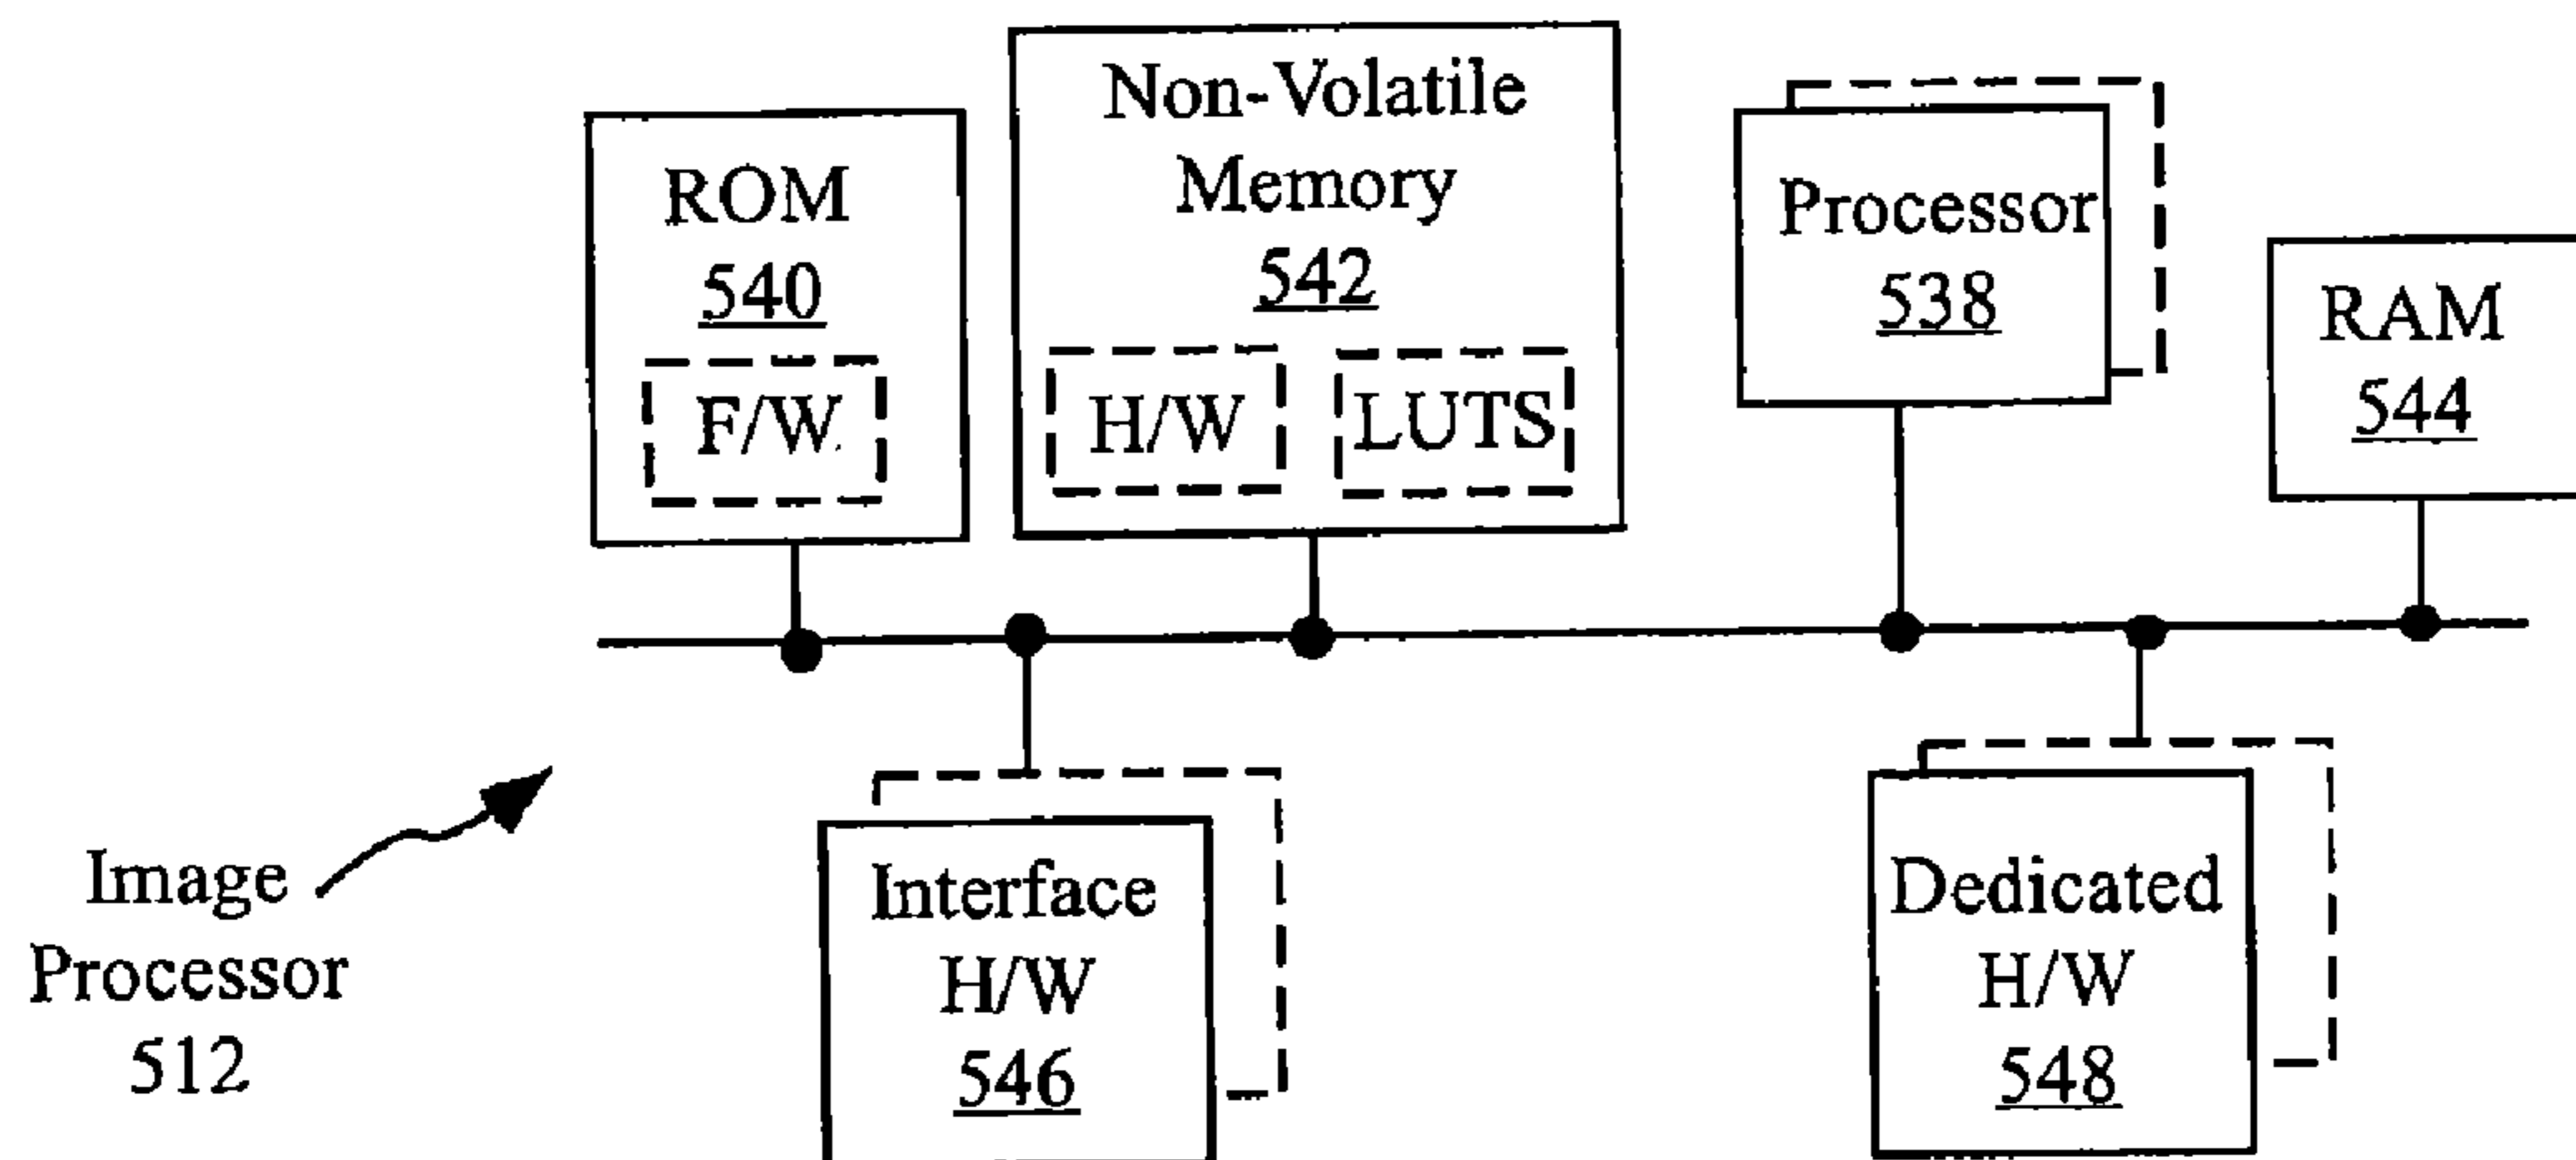 ROM
540
F/W
Non-Volatile
Memory
542
H/W
LUTS
Processor
538
RAM
544
Image
Processor
512
Interface
H/W
546
Dedicated
H/W
548